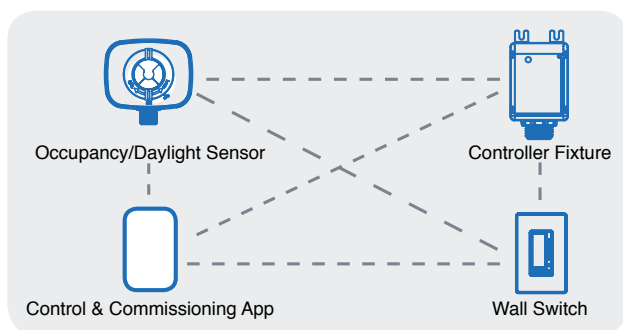 Occupancy/Daylight Sensor
Controller Fixture
Control & Commissioning App
Wall Switch